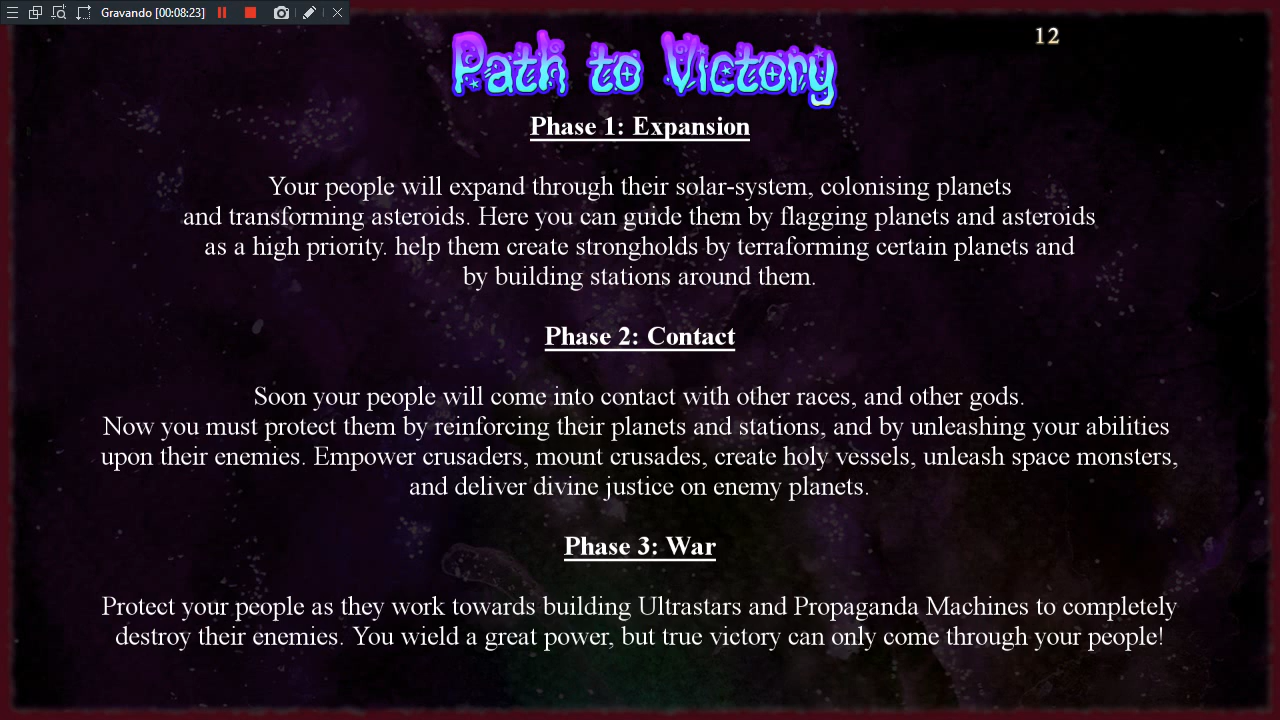 Gravando [00:08:23]
12
Path to Victory
Phase 1: Expansion
Your people will expand through their solar-system, colonising planets
and transforming asteroids. Here you can guide them by flagging planets and asteroids
as a high priority. help them create strongholds by terraforming certain planets and
by building stations around them.
Phase 2: Contact
Soon your people will come into contact with other races, and other gods.
Now you must protect them by reinforcing their planets and stations, and by unleashing your abilities
upon their enemies. Empower crusaders, mount crusades, create holy vessels, unleash space monsters,
and deliver divine justice on enemy planets.
Phase 3: War
Protect your people as they work towards building Ultrastars and Propaganda Machines to completely
destroy their enemies. You wield a great power, but true victory can only come through your people!